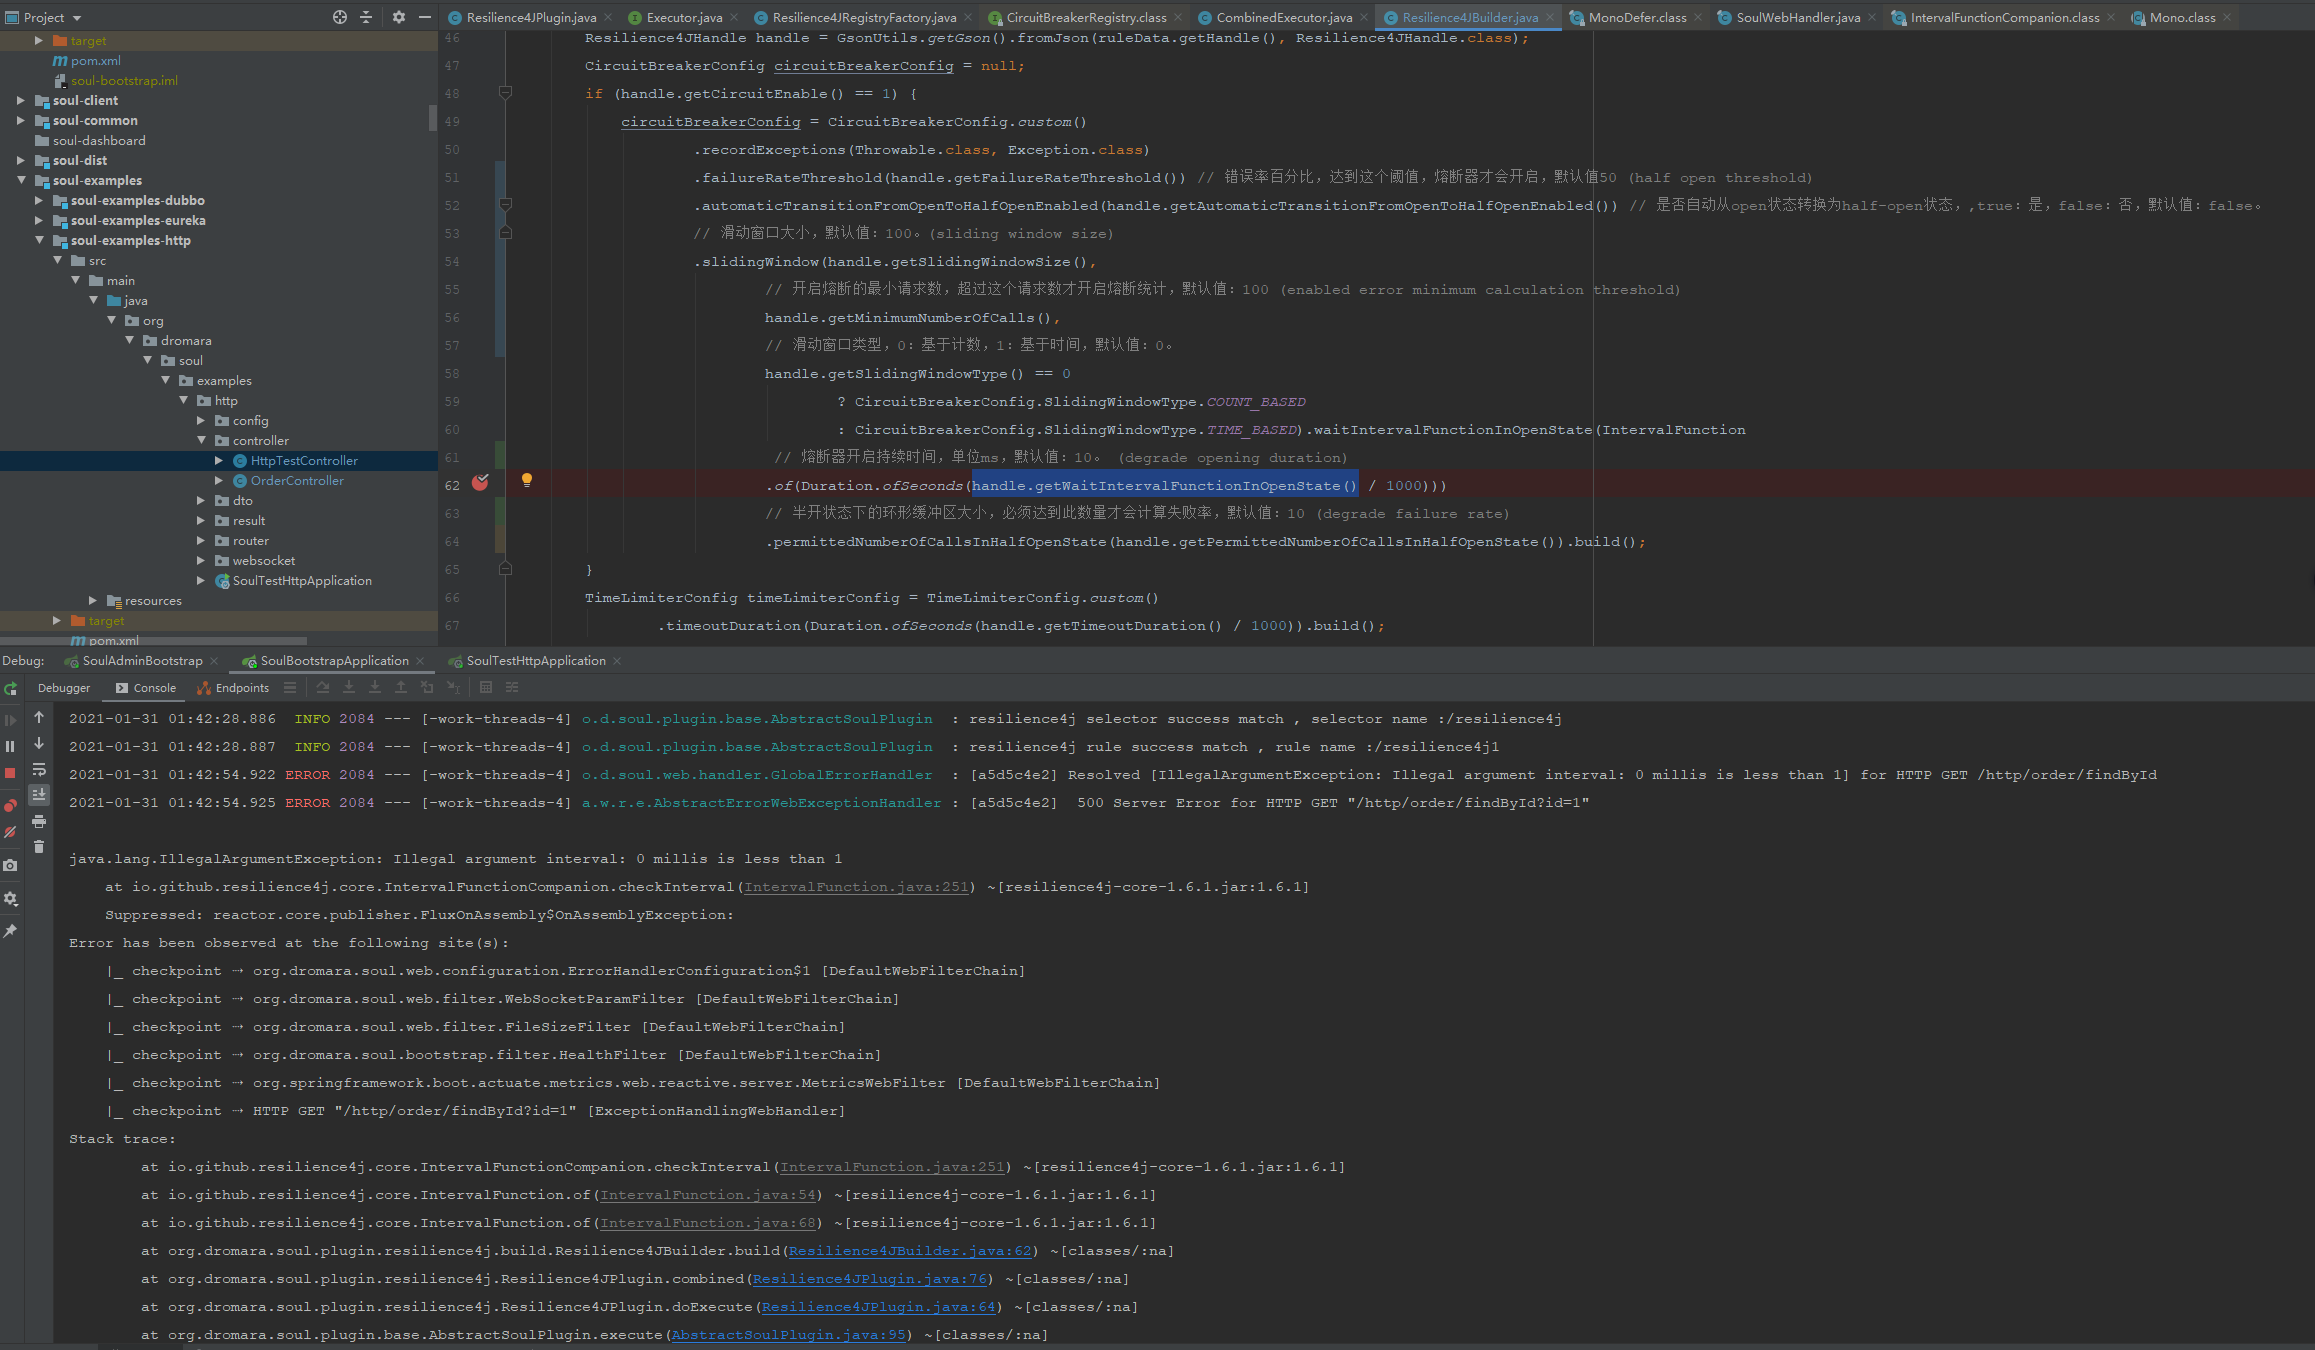 Project
Resilience4JPlugin.java Executor.java Resilience4JRegistryFactory.java CircuitBreakerRegistry.class CombinedExecutor.java Resilience4JBuilder.java MonoDefer.class SoulWebHandler.java IntervalFunctionCompanion.class Mono.class
target
pom.xml
soul-bootstrap.iml
soul-client
soul-common
soul-dashboard
soul-dist
soul-examples
soul-examples-dubbo
soul-examples-eureka
soul-examples-http
src
main
java
org
dromara
soul
examples
http
config
controller
HttpTestController
OrderController
dto
result
router
websocket
SoulTestHttpApplication
resources
target
pom.xml
46 Resilience4JHandle handle = GsonUtils.getGson().fromJson(ruleData.getHandle(), Resilience4JHandle.class);
47 CircuitBreakerConfig circuitBreakerConfig = null;
48 if (handle.getCircuitEnable() == 1) {
49 circuitBreakerConfig = CircuitBreakerConfig.custom()
50 .recordExceptions(Throwable.class, Exception.class)
51 .failureRateThreshold(handle.getFailureRateThreshold()) // 错误率百分比，达到这个阈值，熔断器才会开启，默认值50 (half open threshold)
52 .automaticTransitionFromOpenToHalfOpenEnabled(handle.getAutomaticTransitionFromOpenToHalfOpenEnabled()) // 是否自动从open状态转换为half-open状态，,true：是，false：否，默认值：false。
53 // 滑动窗口大小，默认值：100。(sliding window size)
54 .slidingWindow(handle.getSlidingWindowSize(),
55 // 开启熔断的最小请求数，超过这个请求数才开启熔断统计，默认值：100 (enabled error minimum calculation threshold)
56 handle.getMinimumNumberOfCalls(),
57 // 滑动窗口类型，0：基于计数，1：基于时间，默认值：0。
58 handle.getSlidingWindowType() == 0
59 ? CircuitBreakerConfig.SlidingWindowType.COUNT_BASED
60 : CircuitBreakerConfig.SlidingWindowType.TIME_BASED).waitIntervalFunctionInOpenState(IntervalFunction
61 // 熔断器开启持续时间，单位ms，默认值：10。 (degrade opening duration)
62 .of(Duration.ofSeconds(handle.getWaitIntervalFunctionInOpenState() / 1000)))
63 // 半开状态下的环形缓冲区大小，必须达到此数量才会计算失败率，默认值：10 (degrade failure rate)
64 .permittedNumberOfCallsInHalfOpenState(handle.getPermittedNumberOfCallsInHalfOpenState()).build();
65 }
66 TimeLimiterConfig timeLimiterConfig = TimeLimiterConfig.custom()
67 .timeoutDuration(Duration.ofSeconds(handle.getTimeoutDuration() / 1000)).build();
Debug: SoulAdminBootstrap SoulBootstrapApplication SoulTestHttpApplication
Debugger Console Endpoints
2021-01-31 01:42:28.886 INFO 2084 --- [-work-threads-4] o.d.soul.plugin.base.AbstractSoulPlugin : resilience4j selector success match , selector name :/resilience4j
2021-01-31 01:42:28.887 INFO 2084 --- [-work-threads-4] o.d.soul.plugin.base.AbstractSoulPlugin : resilience4j rule success match , rule name :/resilience4j1
2021-01-31 01:42:54.922 ERROR 2084 --- [-work-threads-4] o.d.soul.web.handler.GlobalErrorHandler : [a5d5c4e2] Resolved [IllegalArgumentException: Illegal argument interval: 0 millis is less than 1] for HTTP GET /http/order/findById
2021-01-31 01:42:54.925 ERROR 2084 --- [-work-threads-4] a.w.r.e.AbstractErrorWebExceptionHandler : [a5d5c4e2] 500 Server Error for HTTP GET "/http/order/findById?id=1"
java.lang.IllegalArgumentException: Illegal argument interval: 0 millis is less than 1
at io.github.resilience4j.core.IntervalFunctionCompanion.checkInterval(IntervalFunction.java:251) ~[resilience4j-core-1.6.1.jar:1.6.1]
Suppressed: reactor.core.publisher.FluxOnAssembly$OnAssemblyException:
Error has been observed at the following site(s):
|_ checkpoint ⇢ org.dromara.soul.web.configuration.ErrorHandlerConfiguration$1 [DefaultWebFilterChain]
|_ checkpoint ⇢ org.dromara.soul.web.filter.WebSocketParamFilter [DefaultWebFilterChain]
|_ checkpoint ⇢ org.dromara.soul.web.filter.FileSizeFilter [DefaultWebFilterChain]
|_ checkpoint ⇢ org.dromara.soul.bootstrap.filter.HealthFilter [DefaultWebFilterChain]
|_ checkpoint ⇢ org.springframework.boot.actuate.metrics.web.reactive.server.MetricsWebFilter [DefaultWebFilterChain]
|_ checkpoint ⇢ HTTP GET "/http/order/findById?id=1" [ExceptionHandlingWebHandler]
Stack trace:
at io.github.resilience4j.core.IntervalFunctionCompanion.checkInterval(IntervalFunction.java:251) ~[resilience4j-core-1.6.1.jar:1.6.1]
at io.github.resilience4j.core.IntervalFunction.of(IntervalFunction.java:54) ~[resilience4j-core-1.6.1.jar:1.6.1]
at io.github.resilience4j.core.IntervalFunction.of(IntervalFunction.java:68) ~[resilience4j-core-1.6.1.jar:1.6.1]
at org.dromara.soul.plugin.resilience4j.build.Resilience4JBuilder.build(Resilience4JBuilder.java:62) ~[classes/:na]
at org.dromara.soul.plugin.resilience4j.Resilience4JPlugin.combined(Resilience4JPlugin.java:76) ~[classes/:na]
at org.dromara.soul.plugin.resilience4j.Resilience4JPlugin.doExecute(Resilience4JPlugin.java:64) ~[classes/:na]
at org.dromara.soul.plugin.base.AbstractSoulPlugin.execute(AbstractSoulPlugin.java:95) ~[classes/:na]